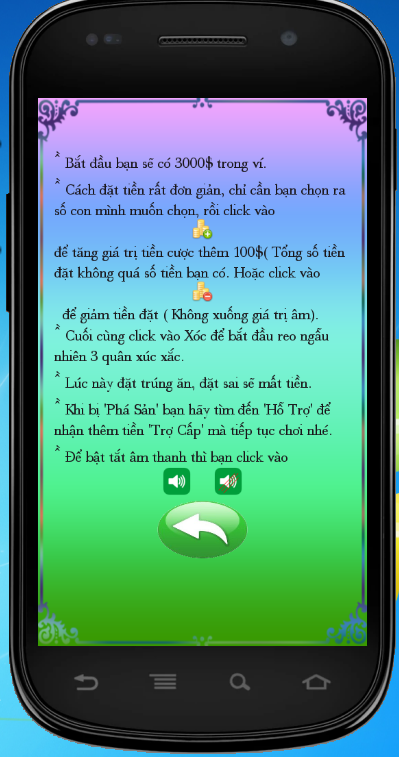 Bắt đầu bạn sẽ có 3000$ trong ví.
Cách đặt tiền rất đơn giản, chỉ cần bạn chọn ra
số con mình muốn chọn, rồi click vào
để tăng giá trị tiền cược thêm 100$( Tổng số tiền
đặt không quá số tiền bạn có. Hoặc click vào
để giảm tiền đặt ( Không xuống giá trị âm).
Cuối cùng click vào Xóc để bắt đầu reo ngẫu
nhiên 3 quân xúc xắc.
Lúc này đặt trúng ăn, đặt sai sẽ mất tiền.
Khi bị 'Phá Sản' bạn hãy tìm đến 'Hỗ Trợ' để
nhận thêm tiền 'Trợ Cấp' mà tiếp tục chơi nhé.
Để bật tắt âm thanh thì bạn click vào